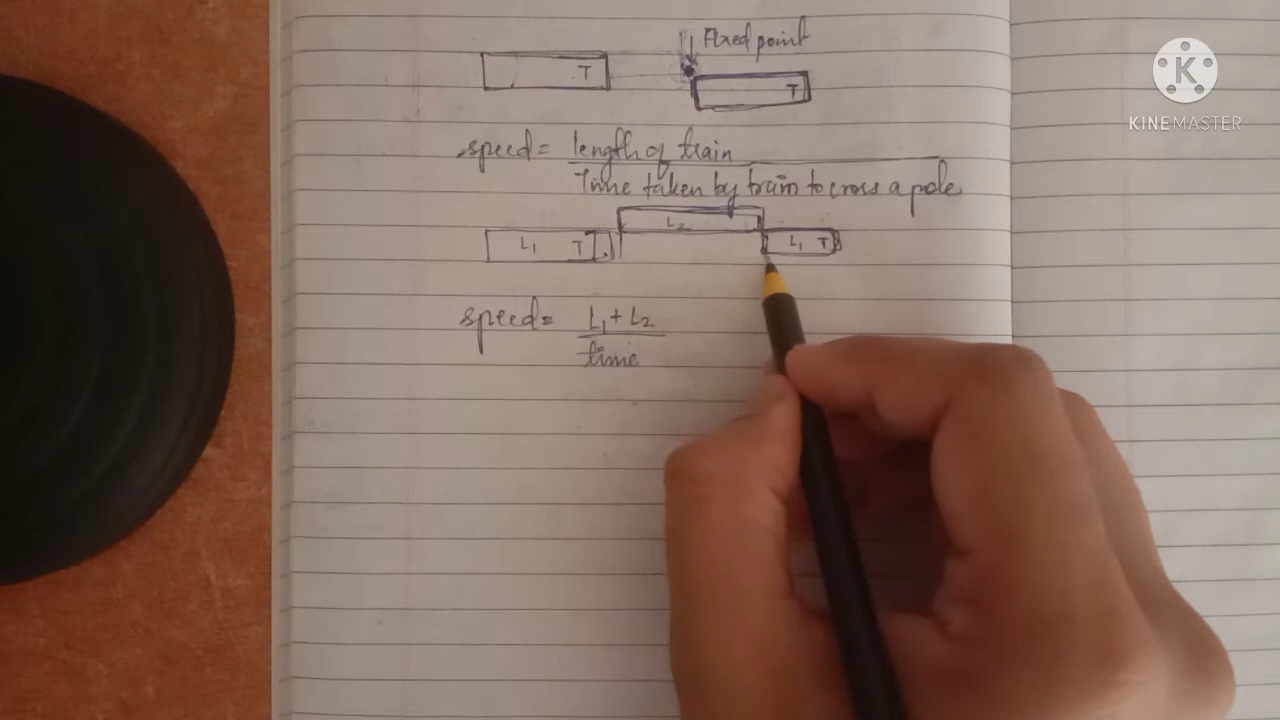 Fixed point
T
T
speed = length of train
Time taken by train to cross a pole
L₂
L₁ T
L₁ T
speed = L₁ + L₂
time
K
KINEMASTER